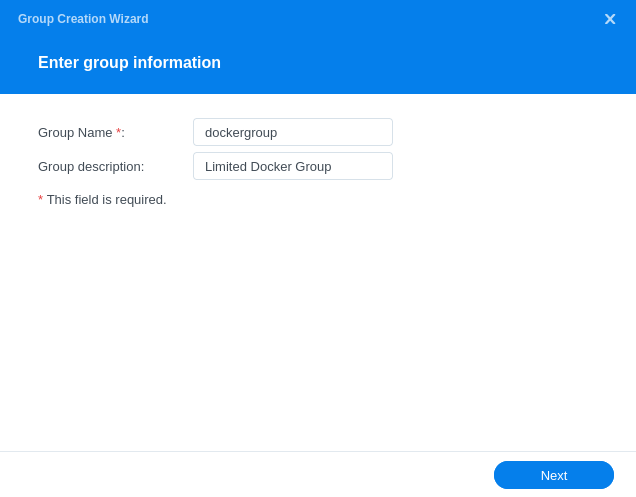 Group Creation Wizard
Enter group information
Group Name *: dockergroup
Group description: Limited Docker Group
* This field is required.
Next